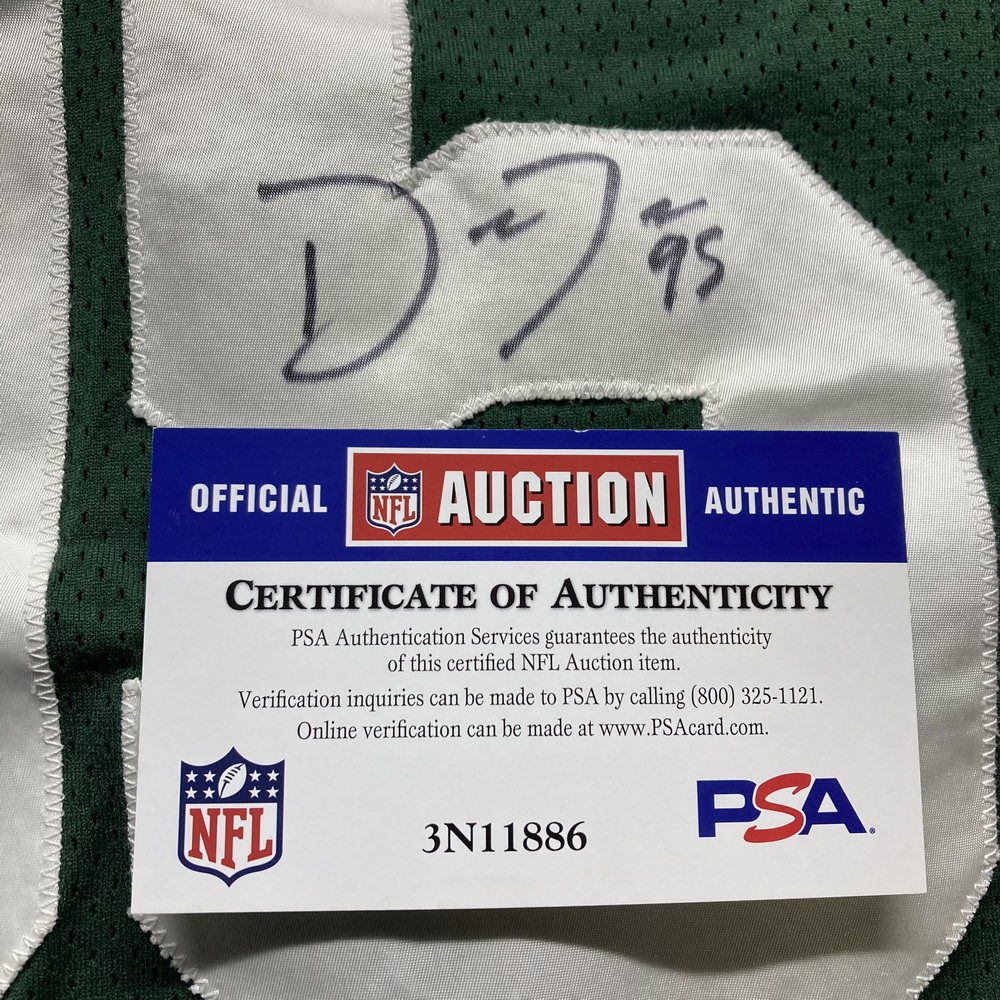 D
95
OFFICIAL NFL AUCTION AUTHENTIC
CERTIFICATE OF AUTHENTICITY
PSA Authentication Services guarantees the authenticity
of this certified NFL Auction item.
Verification inquiries can be made to PSA by calling (800) 325-1121.
Online verification can be made at www.PSAcard.com.
NFL
3N11886
PSA